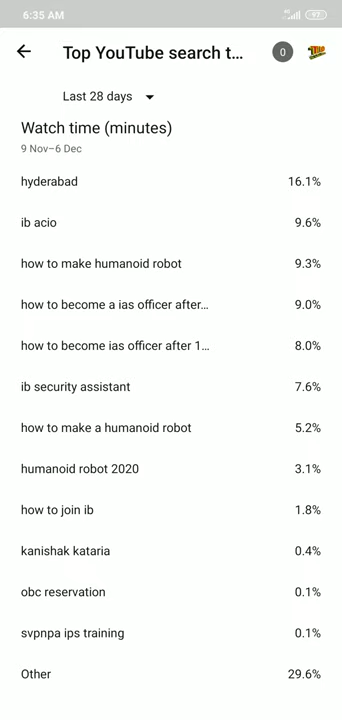 6:35 AM
4G
97
Top YouTube search t...
0
Last 28 days
Watch time (minutes)
9 Nov–6 Dec
hyderabad 16.1%
ib acio 9.6%
how to make humanoid robot 9.3%
how to become a ias officer after... 9.0%
how to become ias officer after 1... 8.0%
ib security assistant 7.6%
how to make a humanoid robot 5.2%
humanoid robot 2020 3.1%
how to join ib 1.8%
kanishak kataria 0.4%
obc reservation 0.1%
svpnpa ips training 0.1%
Other 29.6%